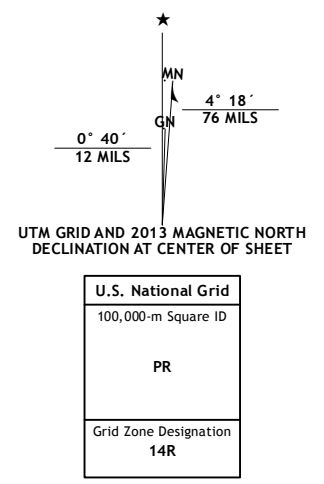 ★
MN
4° 18´
76 MILS
GN
0° 40´
12 MILS
UTM GRID AND 2013 MAGNETIC NORTH
DECLINATION AT CENTER OF SHEET
U.S. National Grid
100,000-m Square ID
PR
Grid Zone Designation
14R